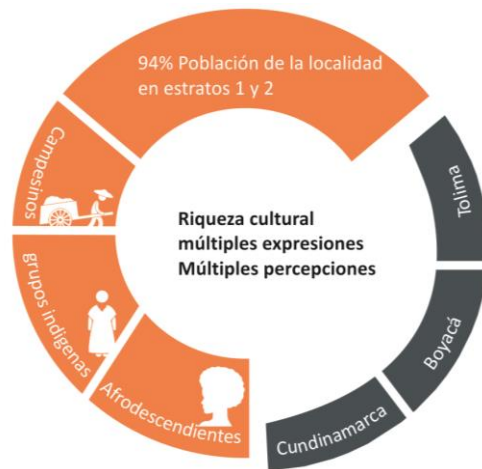 94% Población de la localidad
en estratos 1 y 2
Campesinos
grupos indigenas
Afrodescendientes
Riqueza cultural
múltiples expresiones
Múltiples percepciones
Tolima
Boyacá
Cundinamarca